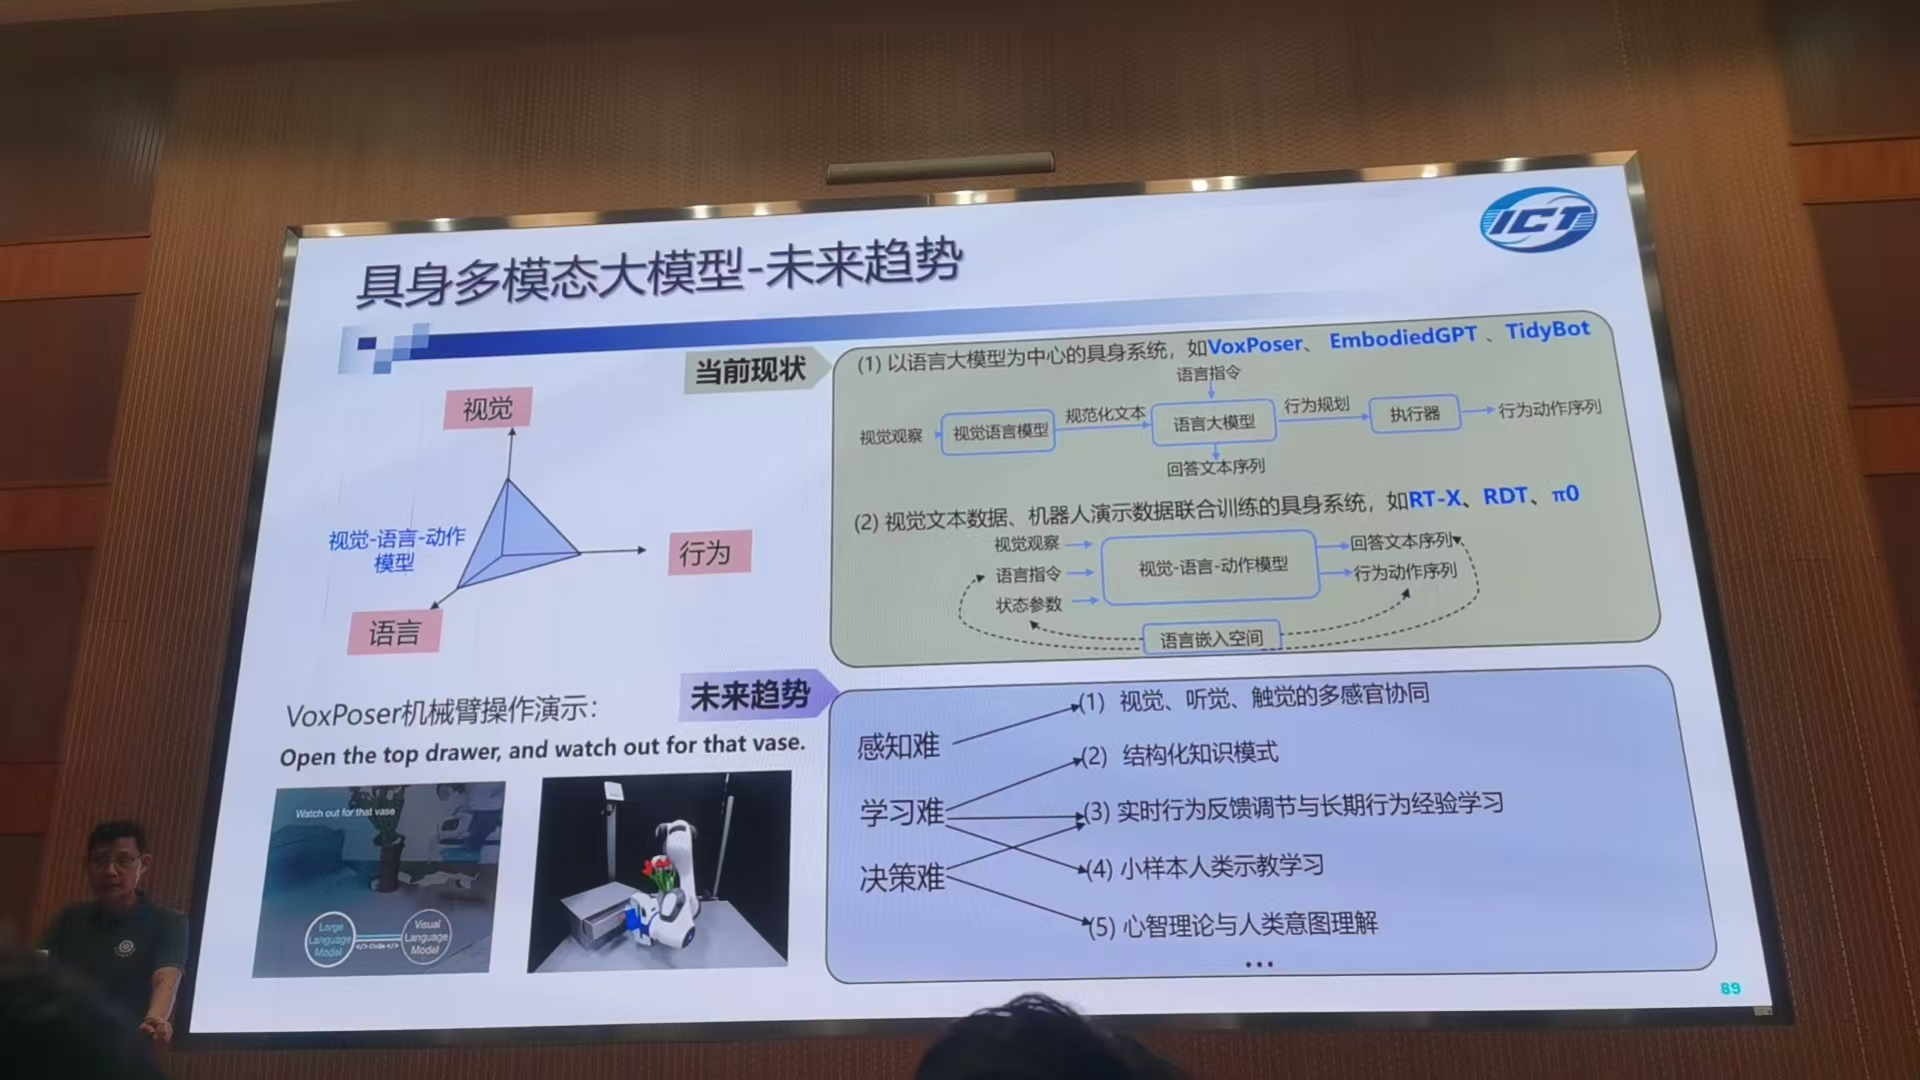 ICT
具身多模态大模型-未来趋势
当前现状
视觉
行为
语言
视觉-语言-动作
模型
(1) 以语言大模型为中心的具身系统，如VoxPoser、 EmbodiedGPT 、TidyBot
语言指令
视觉观察
视觉语言模型
规范化文本
语言大模型
行为规划
执行器
行为动作序列
回答文本序列
(2) 视觉文本数据、机器人演示数据联合训练的具身系统，如RT-X、RDT、π0
视觉观察
语言指令
状态参数
视觉-语言-动作模型
回答文本序列
行为动作序列
语言嵌入空间
VoxPoser机械臂操作演示：
Open the top drawer, and watch out for that vase.
Watch out for that vase
Large
Language
Model
</> Code </>
Visual
Language
Model
未来趋势
感知难
学习难
决策难
(1) 视觉、听觉、触觉的多感官协同
(2) 结构化知识模式
(3) 实时行为反馈调节与长期行为经验学习
(4) 小样本人类示教学习
(5) 心智理论与人类意图理解
...
89